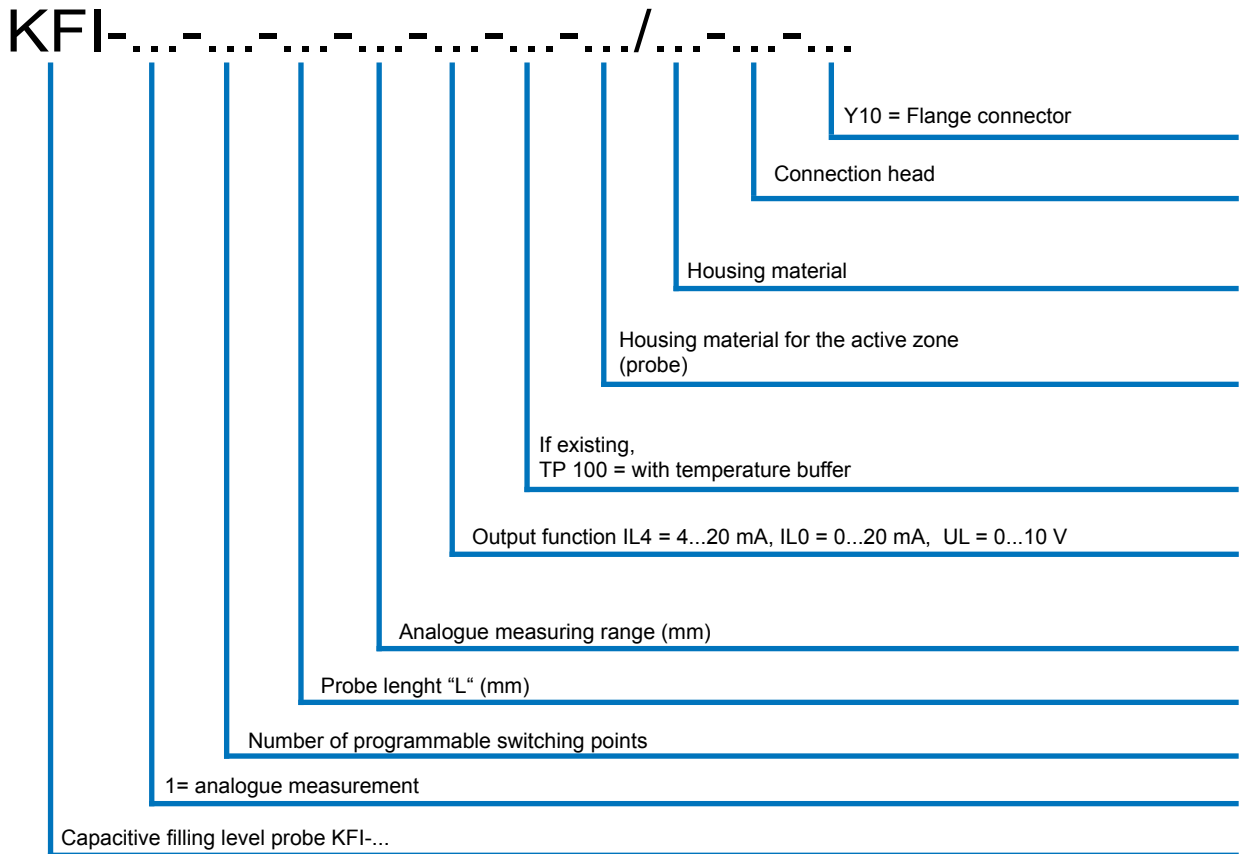 KFI-...-...-...-...-...-...-.../...-...-...
Y10 = Flange connector
Connection head
Housing material
Housing material for the active zone
(probe)
If existing,
TP 100 = with temperature buffer
Output function IL4 = 4...20 mA, IL0 = 0...20 mA, UL = 0...10 V
Analogue measuring range (mm)
Probe lenght “L“ (mm)
Number of programmable switching points
1= analogue measurement
Capacitive filling level probe KFI-...